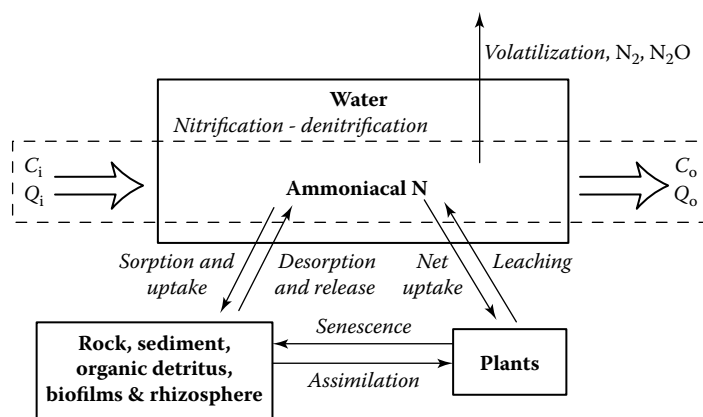 Volatilization, N₂, N₂O
Water
Nitrification - denitrification
Cᵢ
Qᵢ
Ammoniacal N
Cₒ
Qₒ
Sorption and
uptake
Desorption
and release
Net
uptake
Leaching
Rock, sediment,
organic detritus,
biofilms & rhizosphere
Senescence
Assimilation
Plants